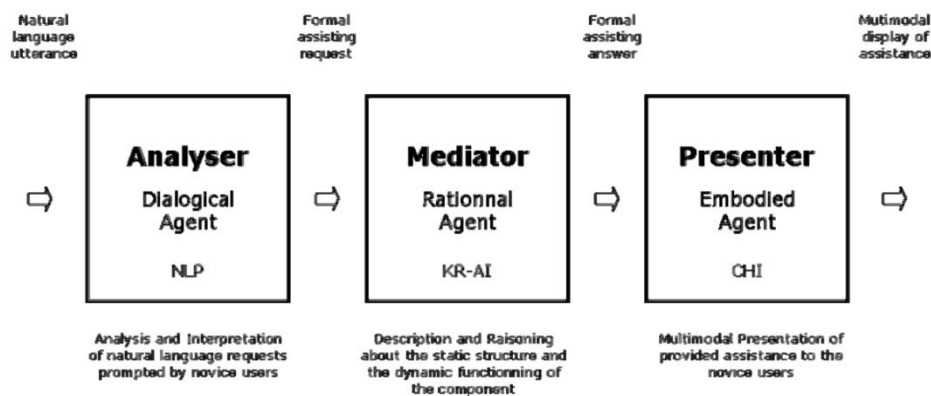 Natural
language
utterance
Formal
assisting
request
Formal
assisting
answer
Mutimodal
display of
assistance
Analyser
Dialogical
Agent
NLP
Mediator
Rationnal
Agent
KR-AI
Presenter
Embodied
Agent
CHI
Analysis and Interpretation
of natural language requests
prompted by novice users
Description and Raisoning
about the static structure and
the dynamic functionning of
the component
Multimodal Presentation of
provided assistance to the
novice users